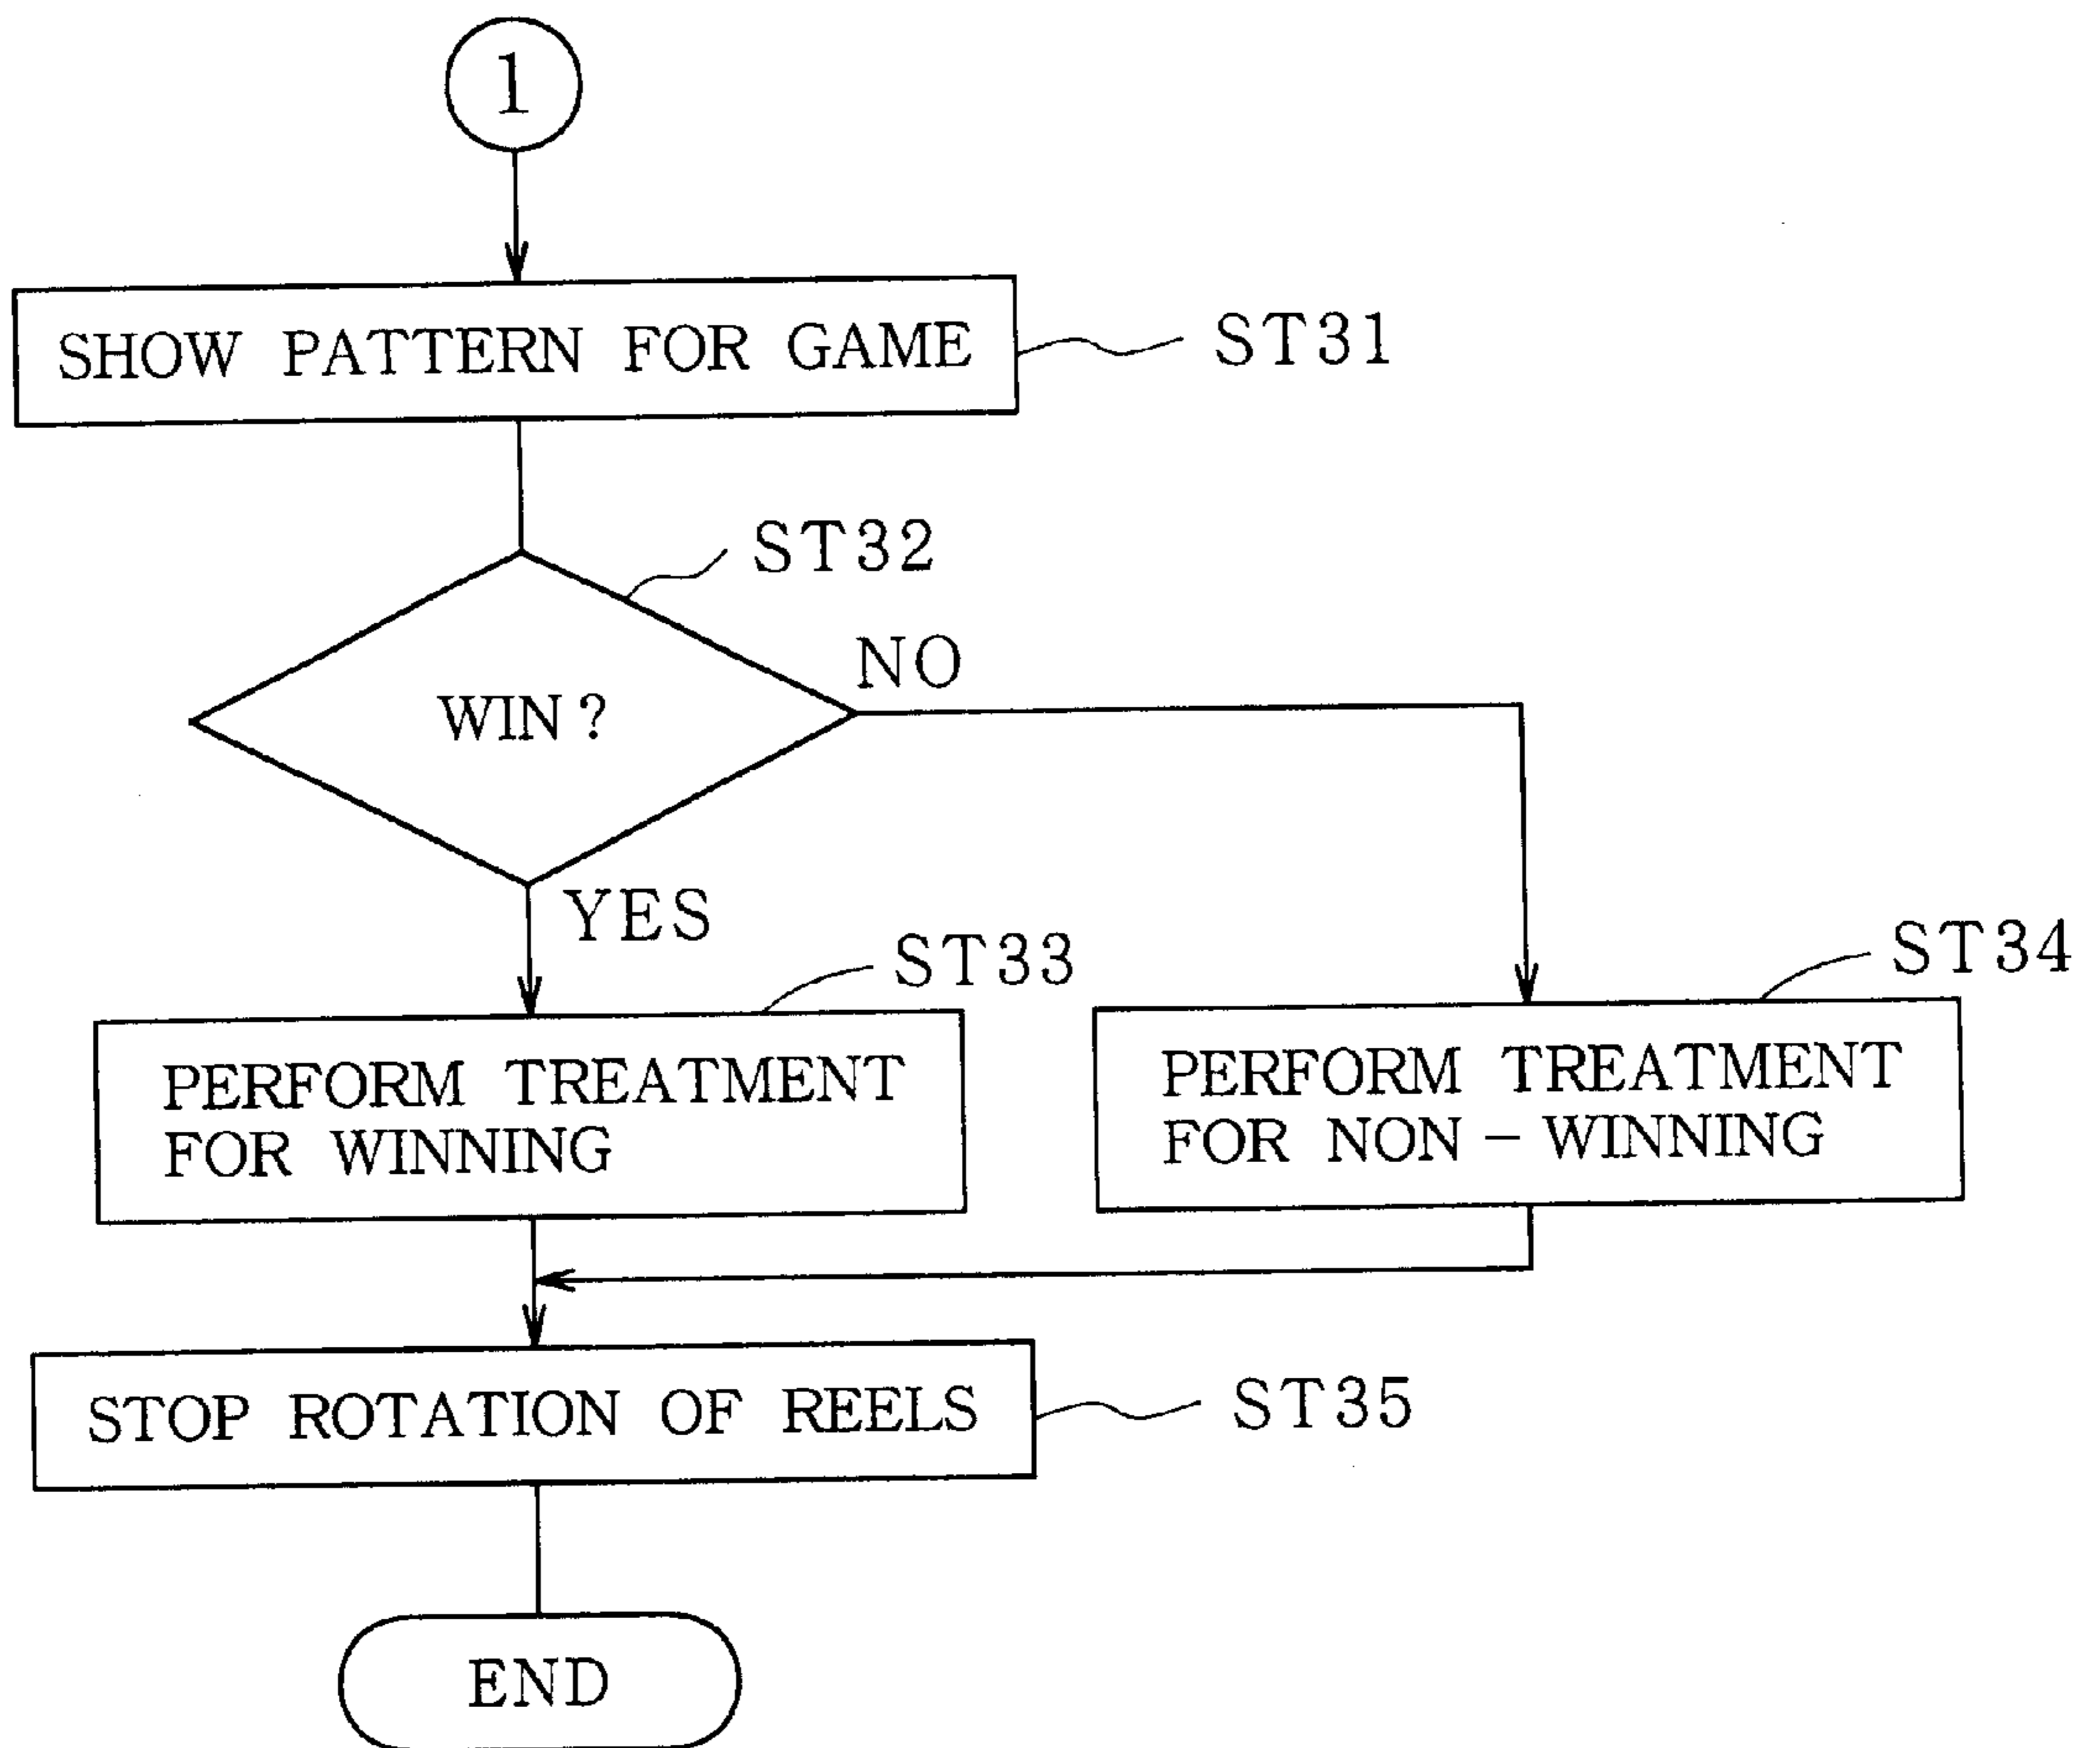 1
SHOW PATTERN FOR GAME
ST31
ST32
WIN?
NO
YES
ST33
ST34
PERFORM TREATMENT
FOR WINNING
PERFORM TREATMENT
FOR NON-WINNING
STOP ROTATION OF REELS
ST35
END